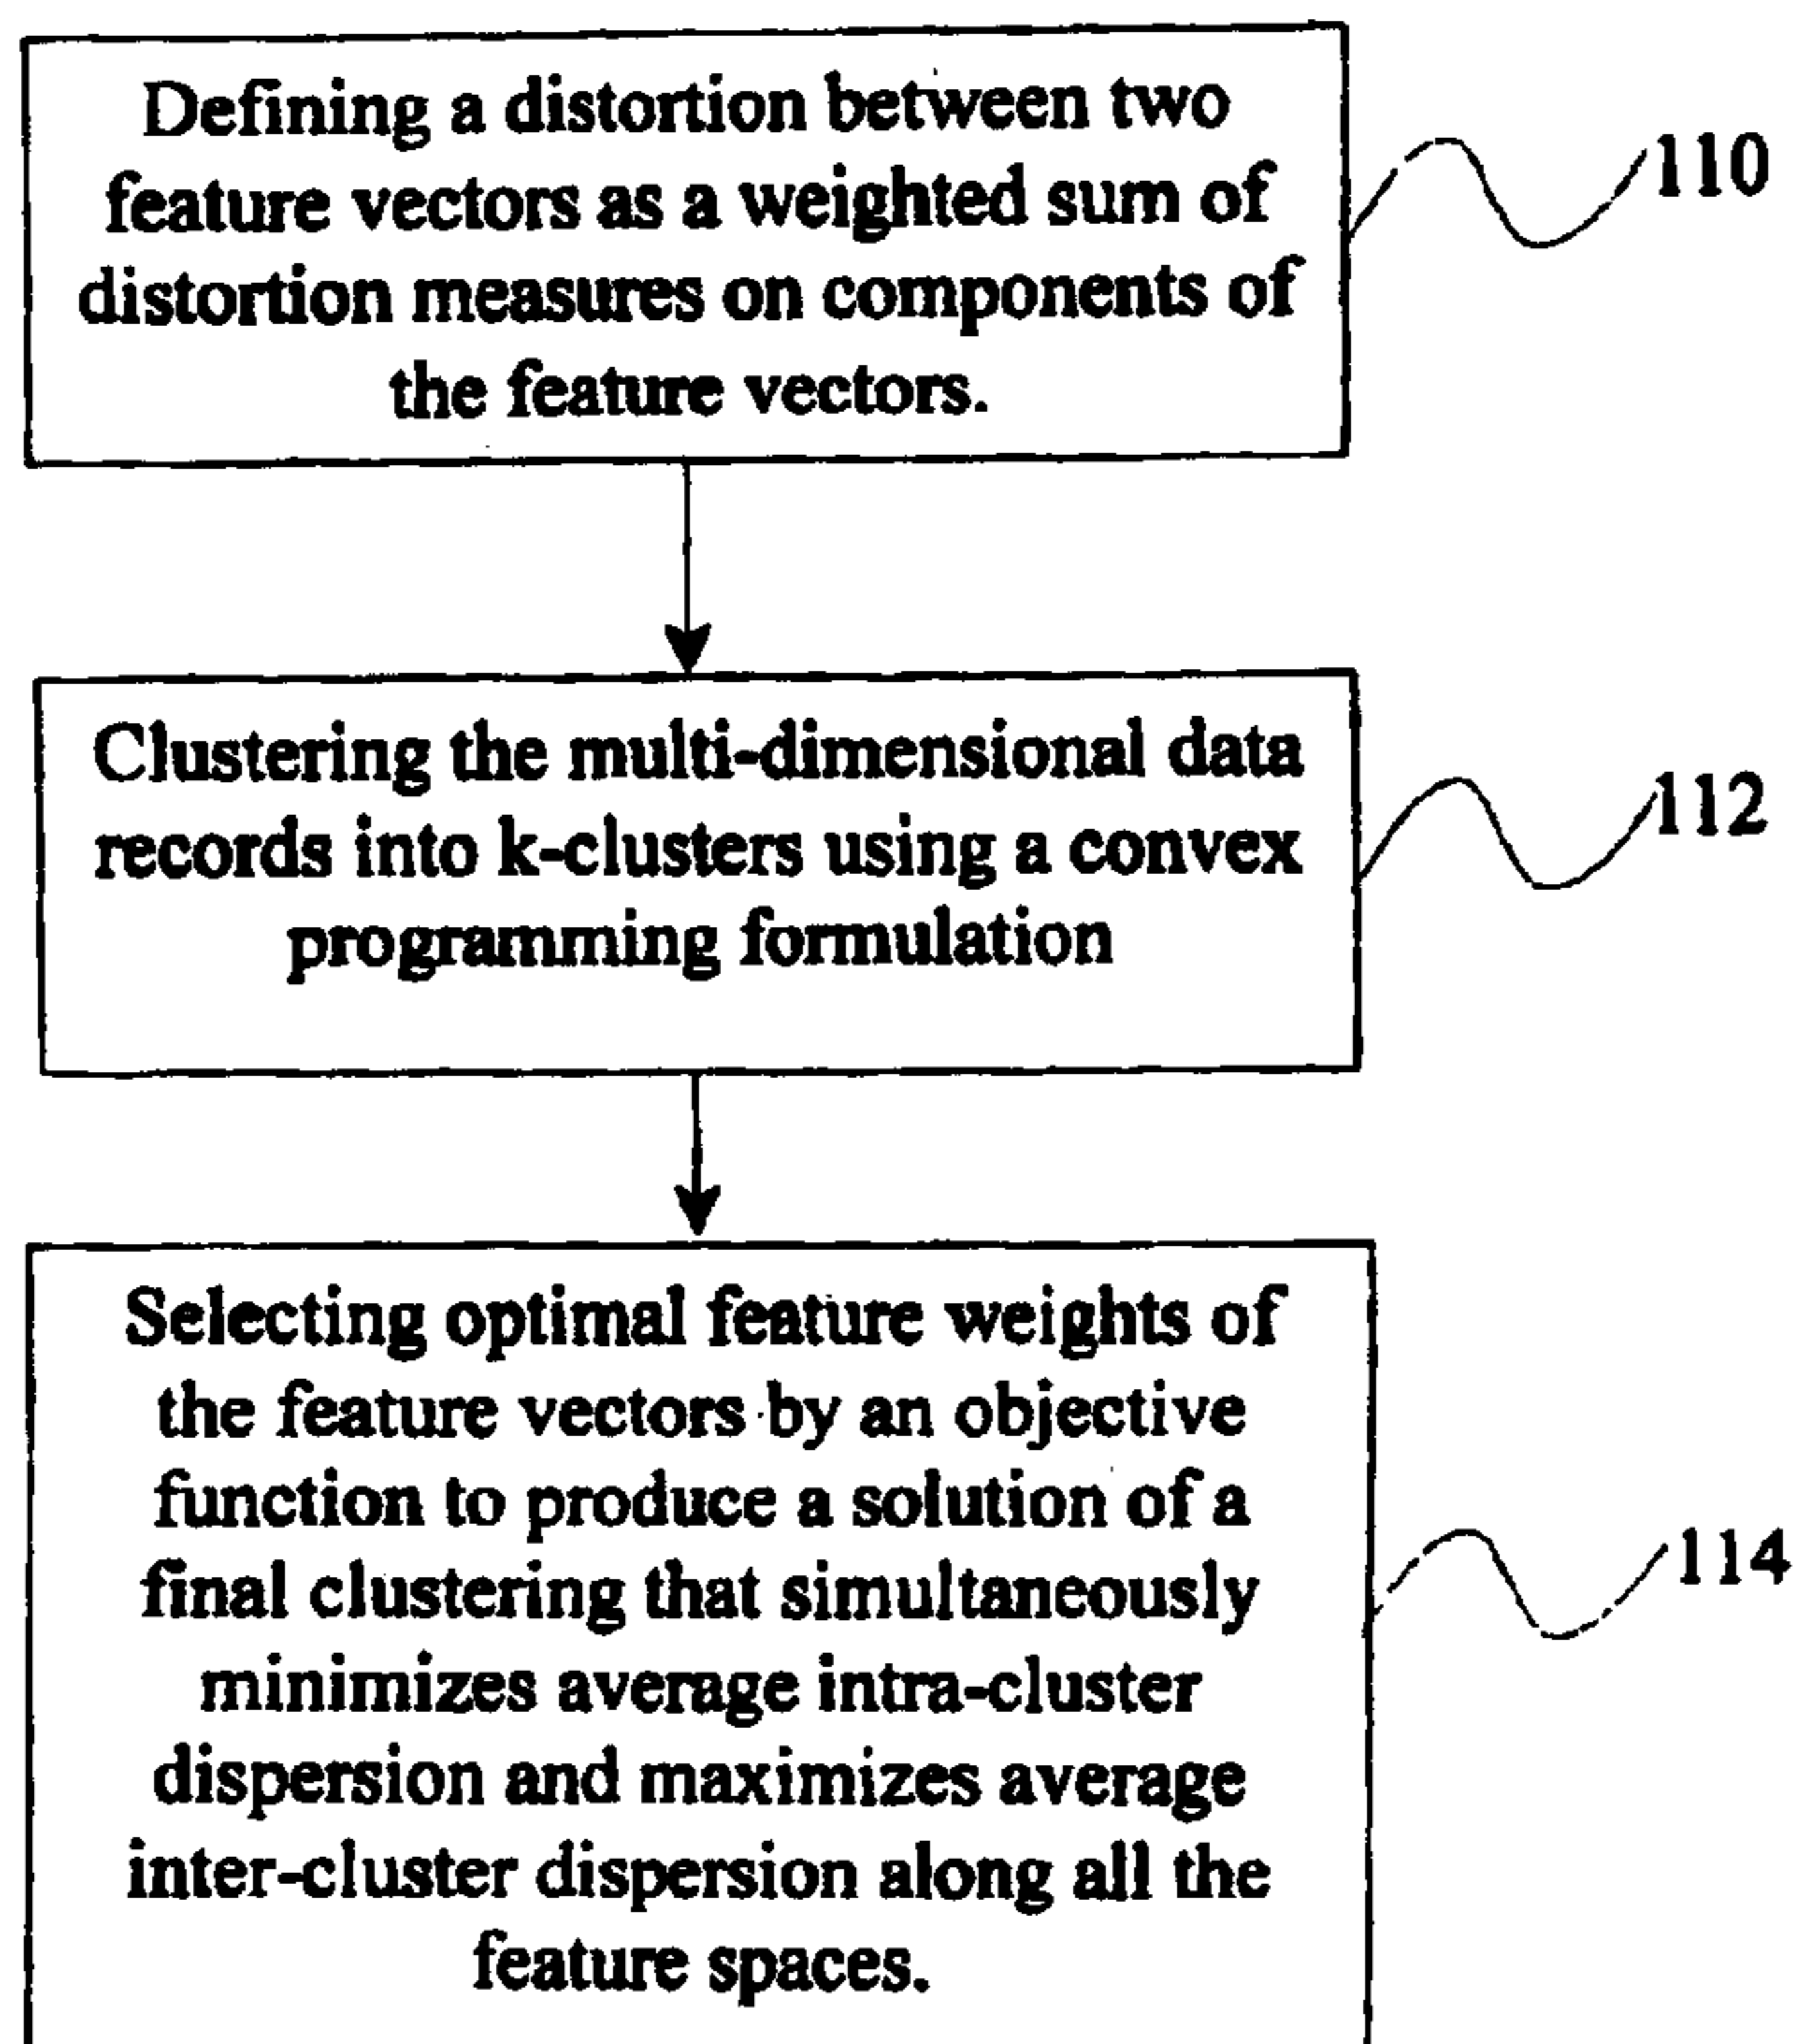 Defining a distortion between two
feature vectors as a weighted sum of
distortion measures on components of
the feature vectors.
110
Clustering the multi-dimensional data
records into k-clusters using a convex
programming formulation
112
Selecting optimal feature weights of
the feature vectors by an objective
function to produce a solution of a
final clustering that simultaneously
minimizes average intra-cluster
dispersion and maximizes average
inter-cluster dispersion along all the
feature spaces.
114